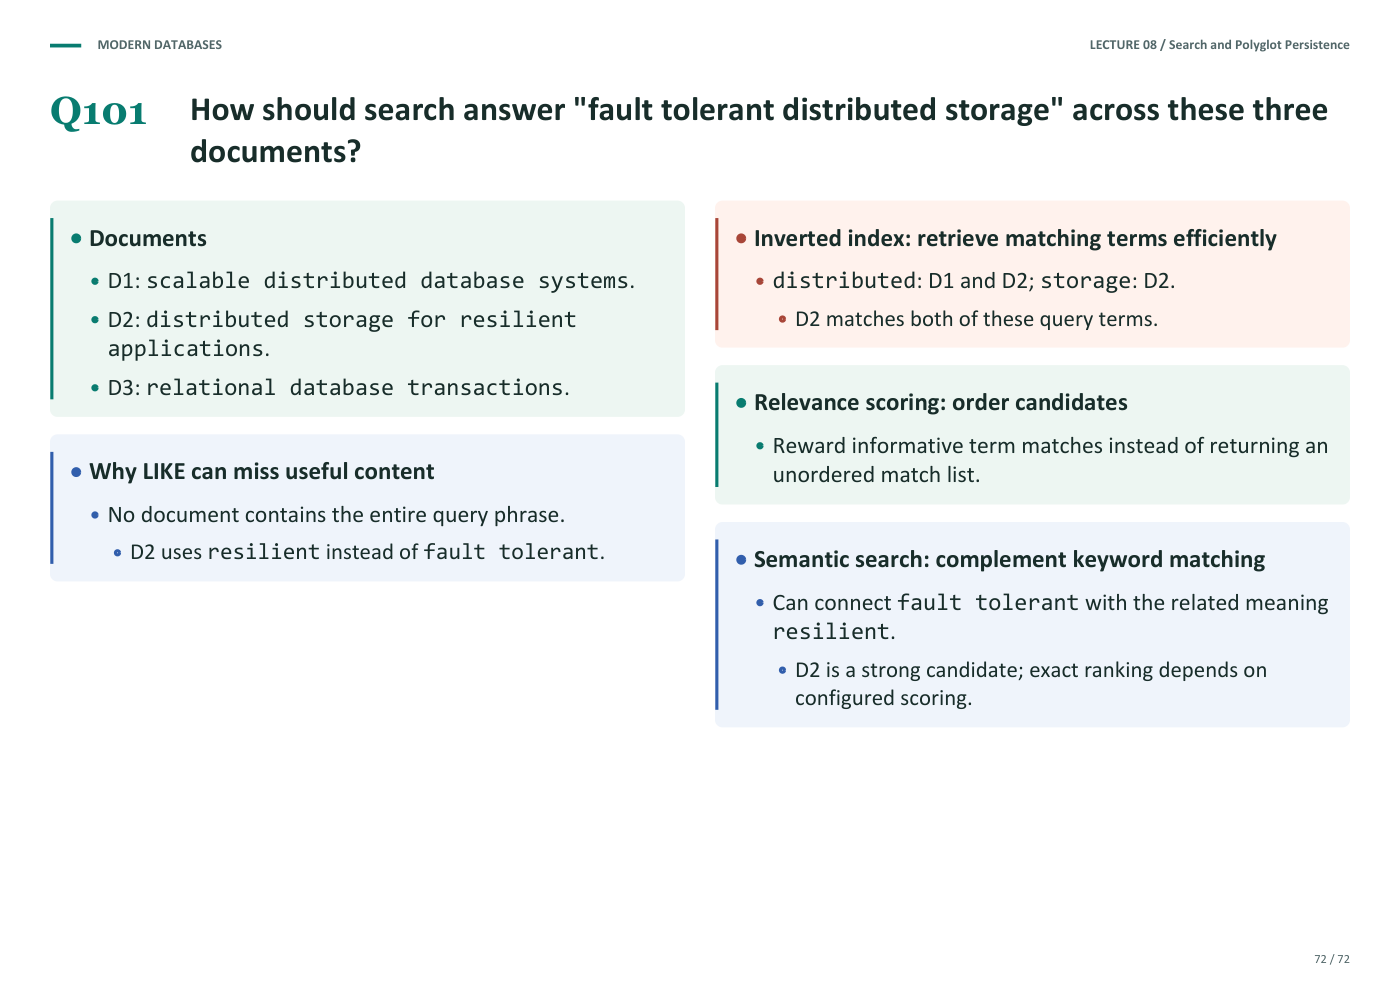 MODERN DATABASES
LECTURE 08 / Search and Polyglot Persistence
Q101
How should search answer "fault tolerant distributed storage" across these three
documents?
• Documents
• D1: scalable distributed database systems.
• D2: distributed storage for resilient
applications.
• D3: relational database transactions.
• Why LIKE can miss useful content
• No document contains the entire query phrase.
• D2 uses resilient instead of fault tolerant.
• Inverted index: retrieve matching terms efficiently
• distributed: D1 and D2; storage: D2.
• D2 matches both of these query terms.
• Relevance scoring: order candidates
• Reward informative term matches instead of returning an
unordered match list.
• Semantic search: complement keyword matching
• Can connect fault tolerant with the related meaning
resilient.
• D2 is a strong candidate; exact ranking depends on
configured scoring.
72 / 72